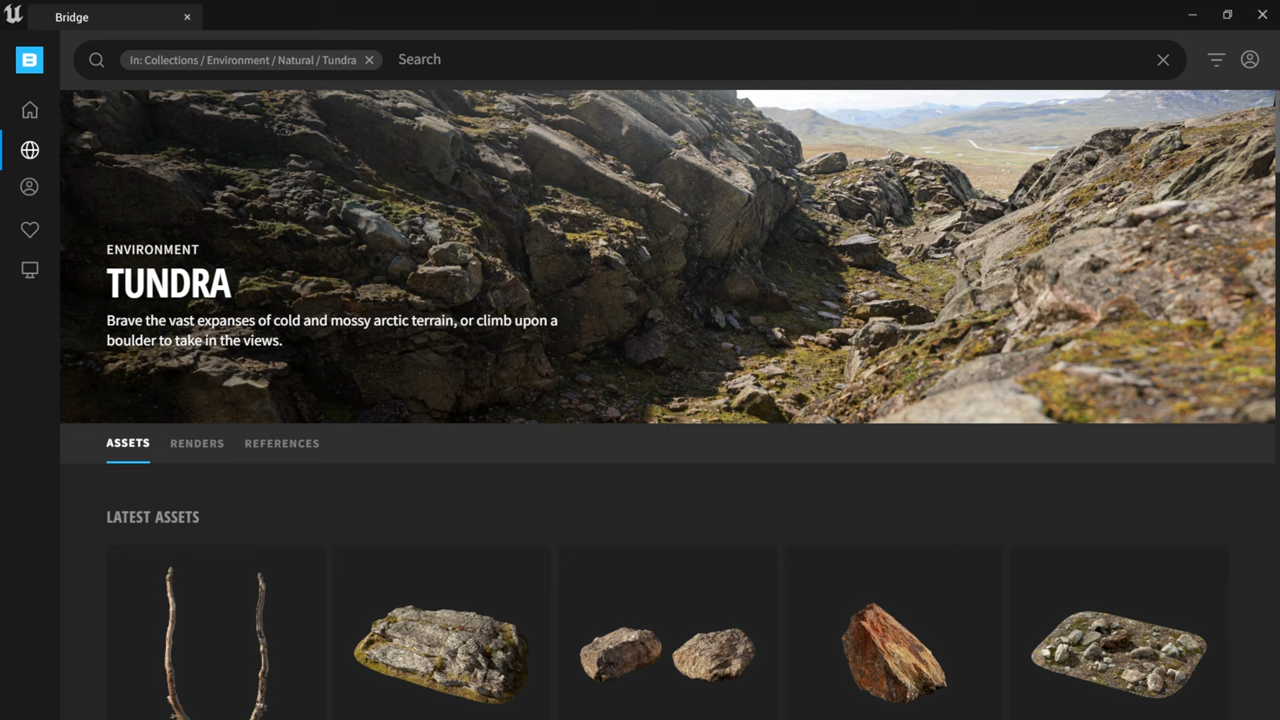 Bridge
In: Collections / Environment / Natural / Tundra
Search
ENVIRONMENT
TUNDRA
Brave the vast expanses of cold and mossy arctic terrain, or climb upon a
boulder to take in the views.
ASSETS
RENDERS
REFERENCES
LATEST ASSETS